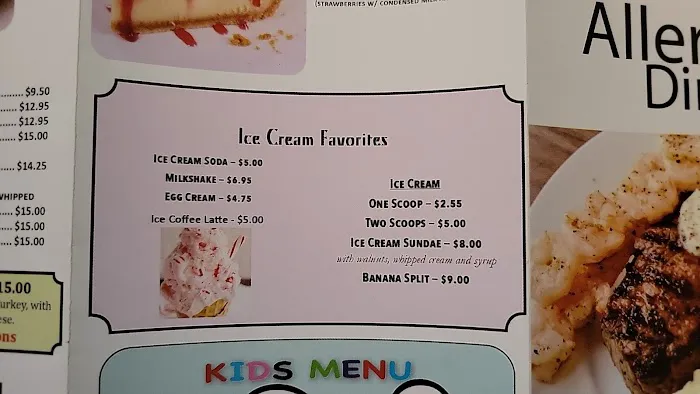 (STRAWBERRIES W/ CONDENSED
..... $9.50
..... $12.95
..... $12.95
..... $15.00
..... $14.25
WHIPPED
.... $15.00
.... $15.00
.... $15.00
15.00
urkey, with
ese.
ons
Ice Cream Favorites
ICE CREAM SODA – $5.00
MILKSHAKE – $6.95
EGG CREAM – $4.75
Ice Coffee Latte - $5.00
ICE CREAM
ONE SCOOP – $2.55
TWO SCOOPS – $5.00
ICE CREAM SUNDAE – $8.00
with walnuts, whipped cream and syrup
BANANA SPLIT – $9.00
KIDS MENU
Aller
Di